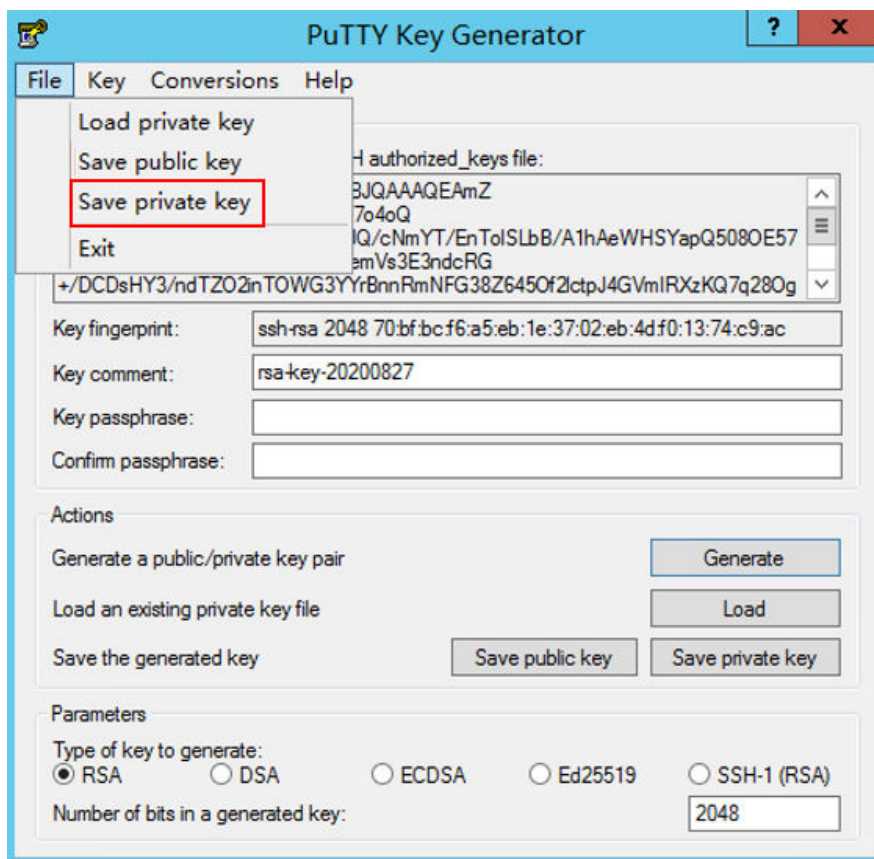 PuTTY Key Generator
? x
File Key Conversions Help
Load private key
Save public key
Save private key
Exit
authorized_keys file:
BJQAAAQEAmZ
7o4oQ
Q/cNmYT/EnToISLbB/A1hAeWHSYapQ508OE57
emVs3E3ndcRG
+/DCDsHY3/ndTZO2inTOWG3YYrBnnRmNFG38Z645Of2lctpJ4GVmIRXzKQ7q28Og
Key fingerprint: ssh-rsa 2048 70:bf:bc:f6:a5:eb:1e:37:02:eb:4d:f0:13:74:c9:ac
Key comment: rsa-key-20200827
Key passphrase:
Confirm passphrase:
Actions
Generate a public/private key pair Generate
Load an existing private key file Load
Save the generated key Save public key Save private key
Parameters
Type of key to generate:
RSA DSA ECDSA Ed25519 SSH-1 (RSA)
Number of bits in a generated key: 2048